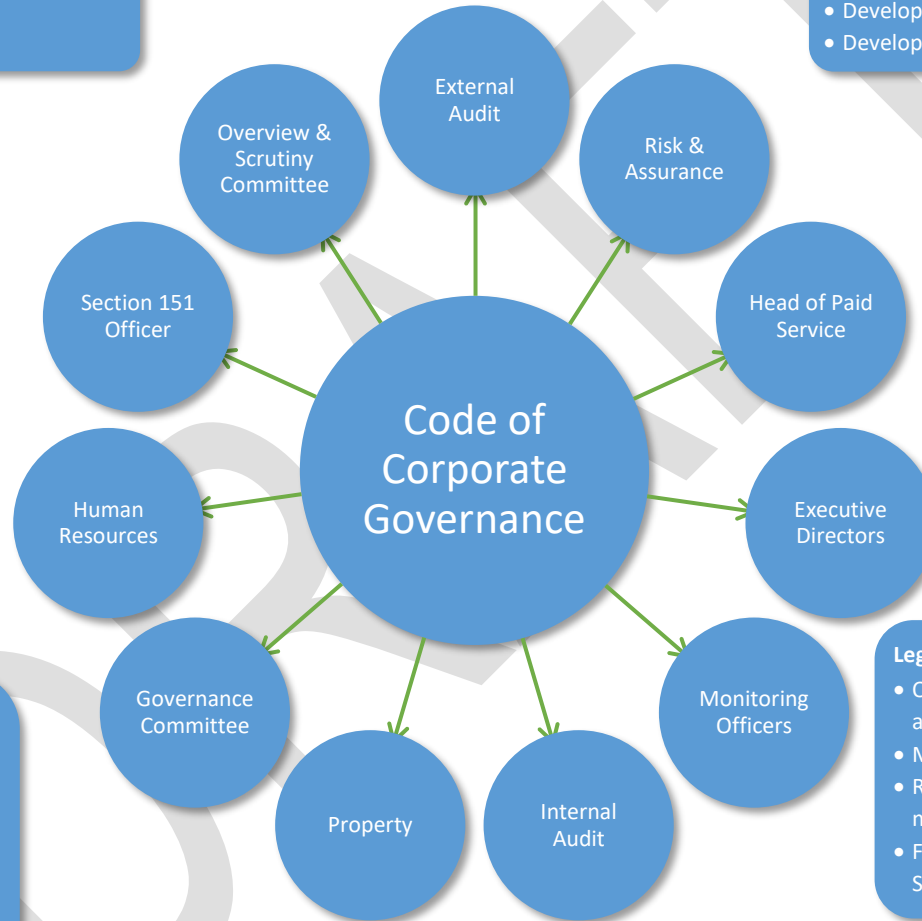 • Develop
• Develop
External
Audit
Overview &
Scrutiny
Committee
Risk &
Assurance
Section 151
Officer
Head of Paid
Service
Code of
Corporate
Governance
Human
Resources
Executive
Directors
Governance
Committee
Monitoring
Officers
Property
Internal
Audit